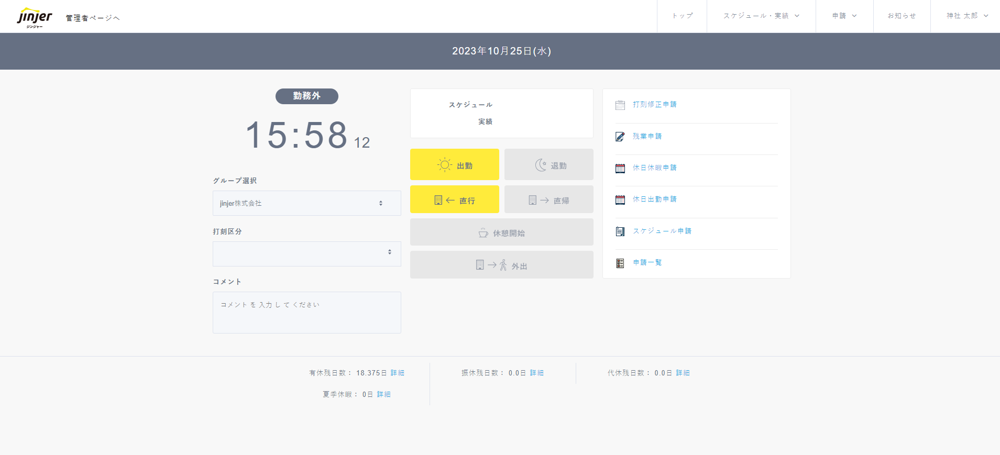 jinjer
ジンジャー
管理者ページへ
トップ
スケジュール・実績
申請
お知らせ
神社 太郎
2023年10月25日(水)
勤務外
15:58 12
グループ選択
jinjer株式会社
打刻区分
コメント
コメント を 入力 し て ください
スケジュール
実績
出勤
退勤
直行
直帰
休憩開始
外出
打刻修正申請
残業申請
休日休暇申請
休日出勤申請
スケジュール申請
申請一覧
有休残日数： 18.375日 詳細
振休残日数： 0.0日 詳細
代休残日数： 0.0日 詳細
夏季休暇： 0日 詳細